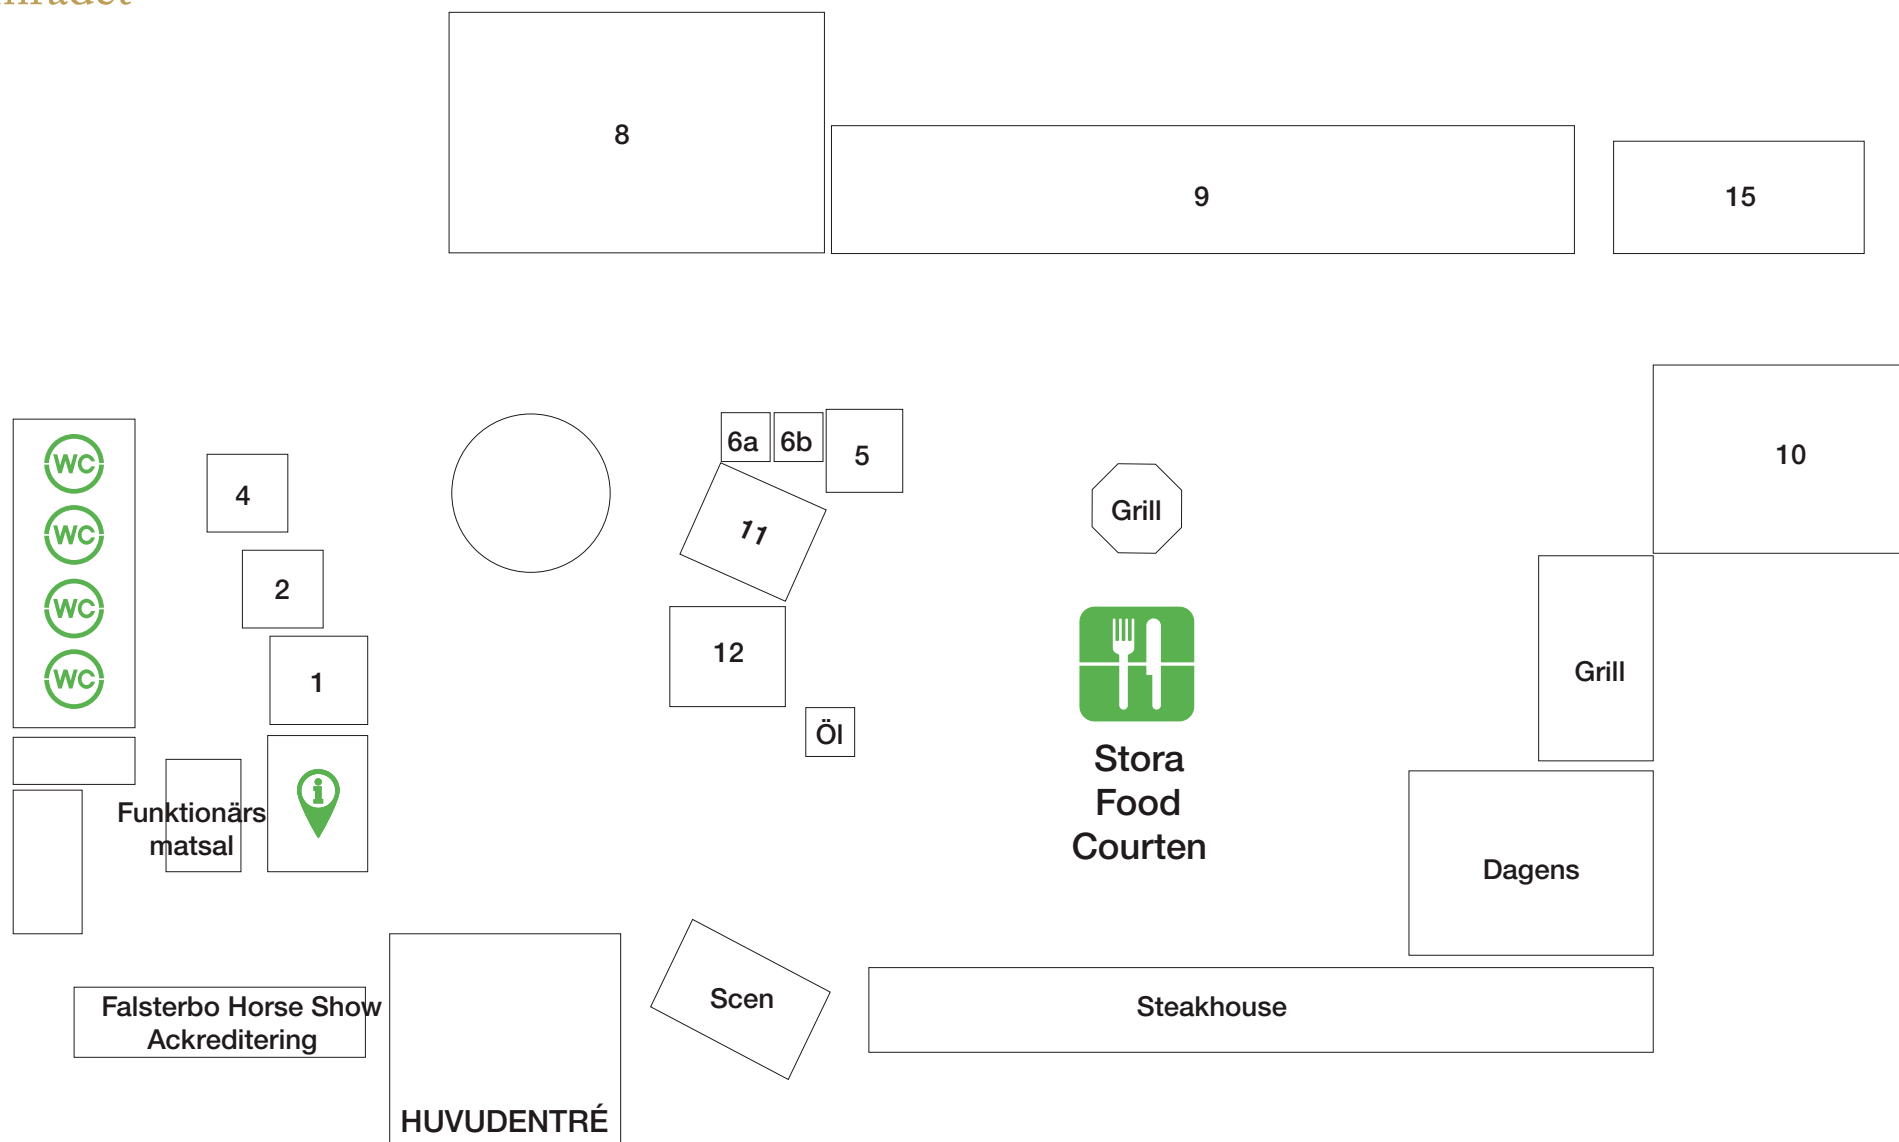 8
9
15
10
6a
6b
5
WC
4
11
Grill
WC
2
WC
12
Grill
WC
1
Öl
Stora
Food
Courten
i
Funktionärs
matsal
Dagens
Scen
Steakhouse
Falsterbo Horse Show
Ackreditering
HUVUDENTRÉ